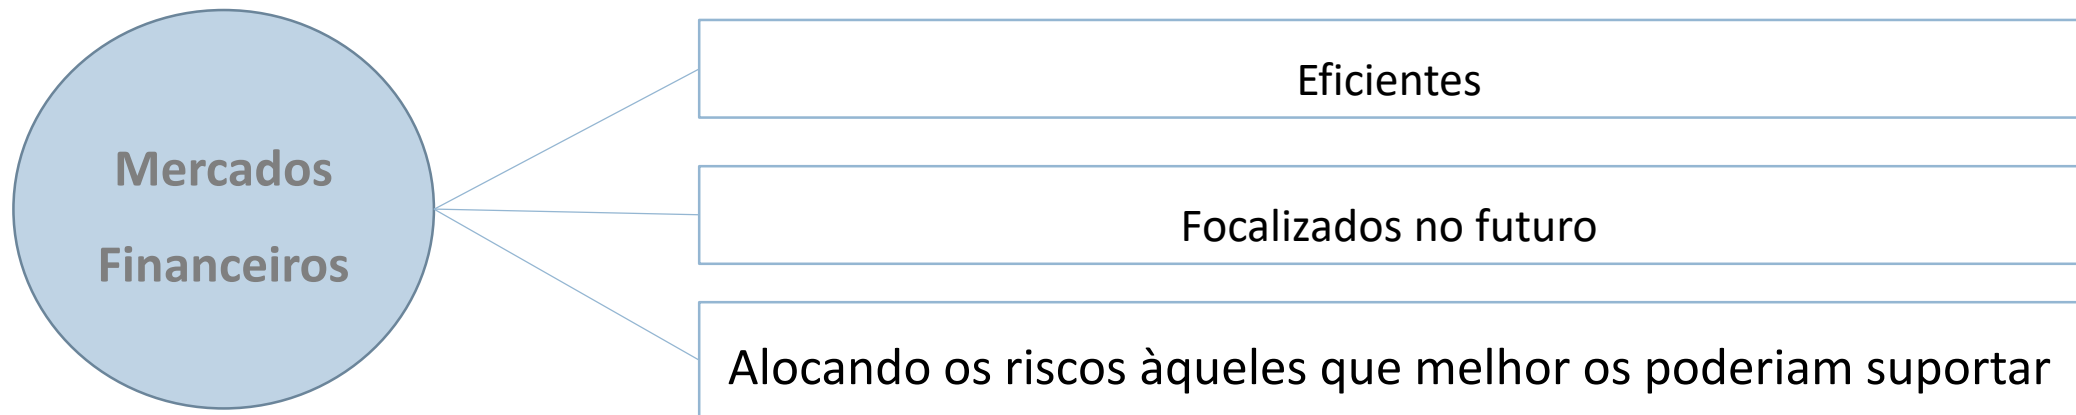 Mercados
Financeiros
Eficientes
Focalizados no futuro
Alocando os riscos àqueles que melhor os poderiam suportar